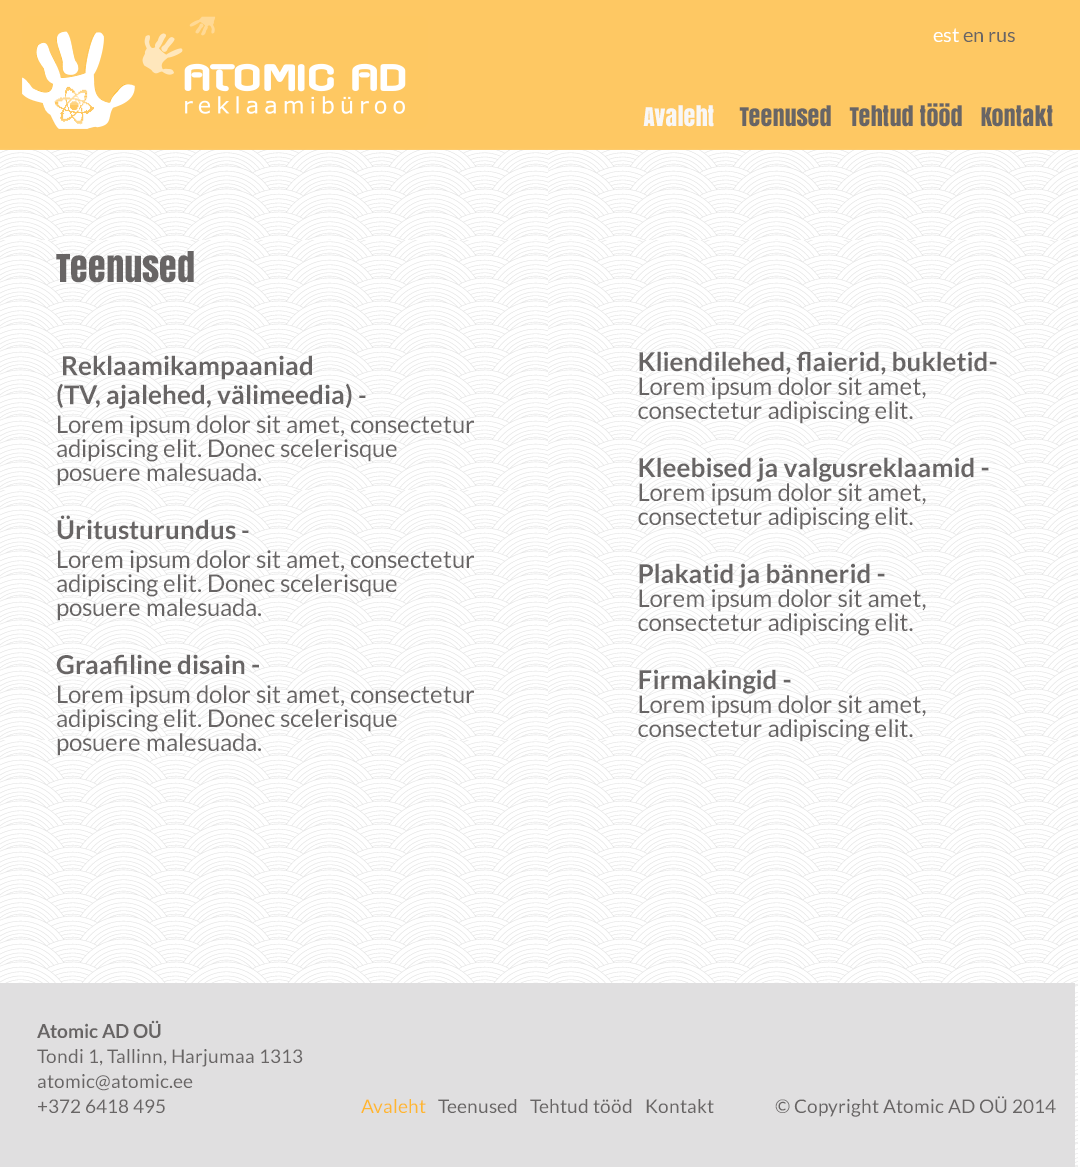 ATOMIC AD
reklaamibüroo
est en rus
Avaleht Teenused Tehtud tööd Kontakt
Teenused
Reklaamikampaaniad
(TV, ajalehed, välimeedia) -
Lorem ipsum dolor sit amet, consectetur
adipiscing elit. Donec scelerisque
posuere malesuada.
Üritusturundus -
Lorem ipsum dolor sit amet, consectetur
adipiscing elit. Donec scelerisque
posuere malesuada.
Graafiline disain -
Lorem ipsum dolor sit amet, consectetur
adipiscing elit. Donec scelerisque
posuere malesuada.
Kliendilehed, flaierid, bukletid-
Lorem ipsum dolor sit amet,
consectetur adipiscing elit.
Kleebised ja valgusreklaamid -
Lorem ipsum dolor sit amet,
consectetur adipiscing elit.
Plakatid ja bännerid -
Lorem ipsum dolor sit amet,
consectetur adipiscing elit.
Firmakingid -
Lorem ipsum dolor sit amet,
consectetur adipiscing elit.
Atomic AD OÜ
Tondi 1, Tallinn, Harjumaa 1313
atomic@atomic.ee
+372 6418 495
Avaleht Teenused Tehtud tööd Kontakt
© Copyright Atomic AD OÜ 2014